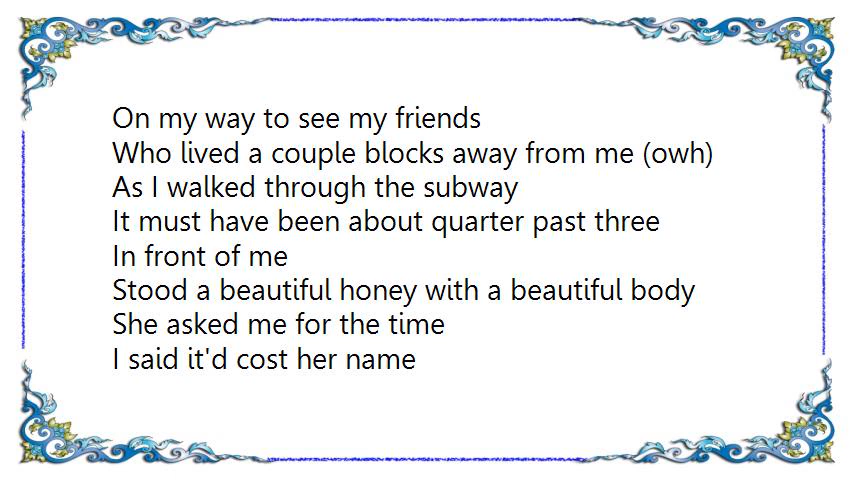 On my way to see my friends
Who lived a couple blocks away from me (owh)
As I walked through the subway
It must have been about quarter past three
In front of me
Stood a beautiful honey with a beautiful body
She asked me for the time
I said it'd cost her name